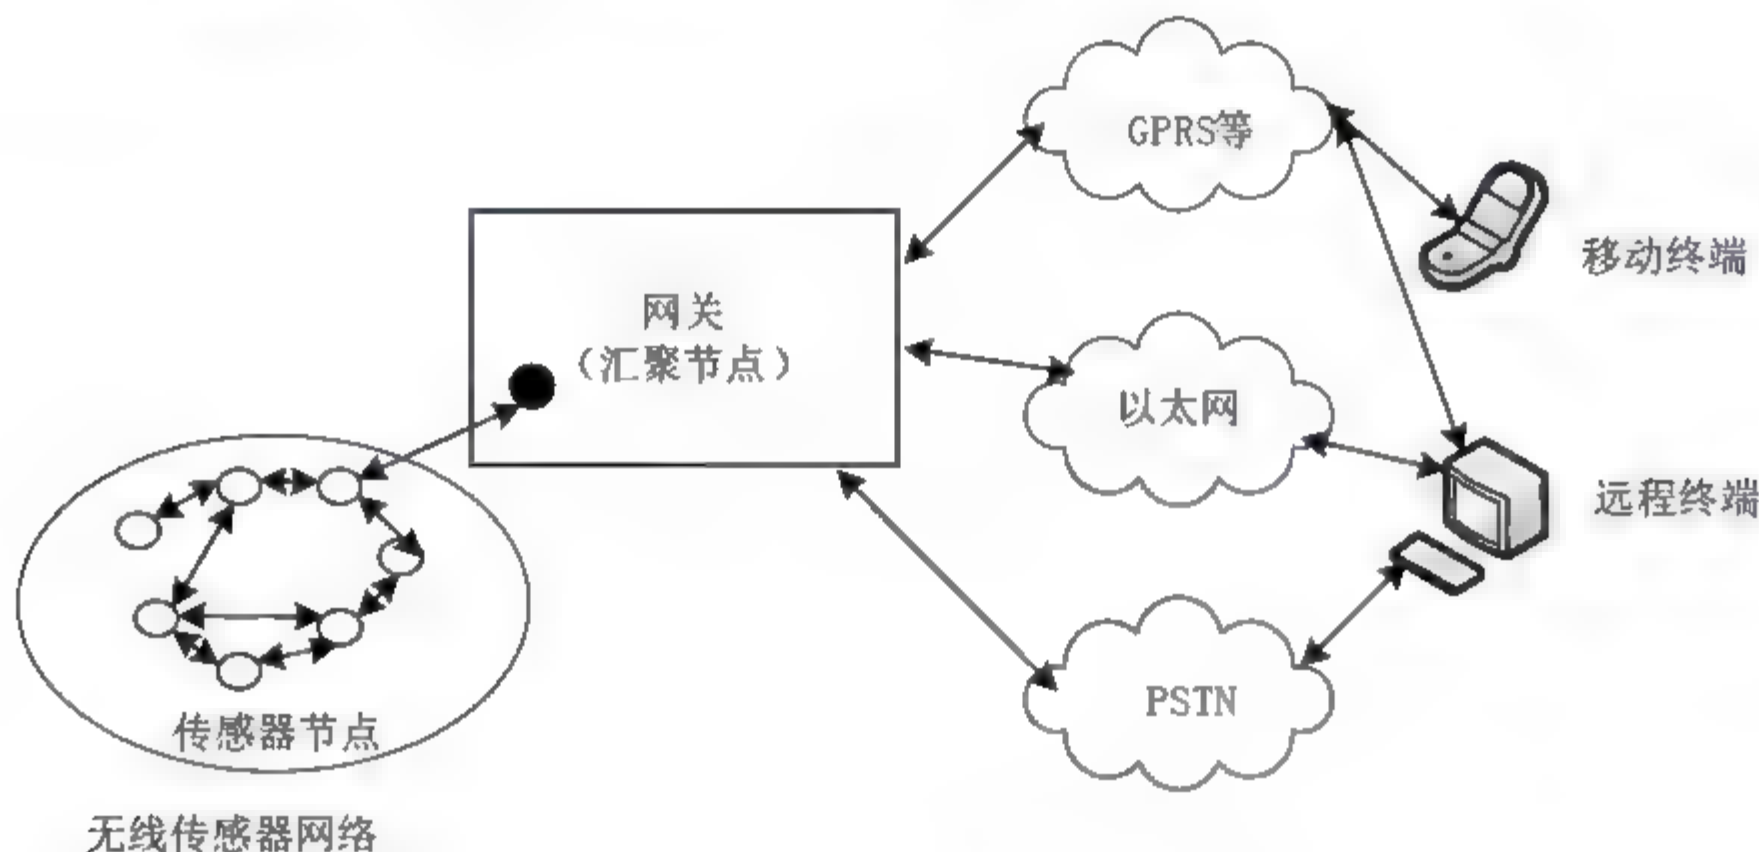 GPRS等
移动终端
网关
（汇聚节点）
以太网
远程终端
PSTN
传感器节点
无线传感器网络